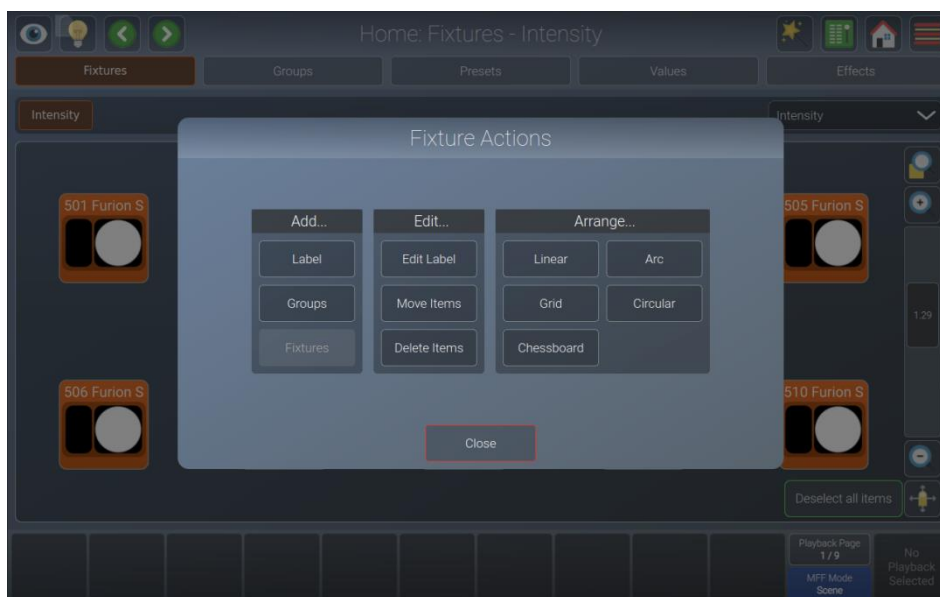 Home: Fixtures - Intensity
Fixtures
Groups
Presets
Values
Effects
Intensity
Intensity
Fixture Actions
501 Furion S
505 Furion S
Add...
Edit...
Arrange...
Label
Edit Label
Linear
Arc
Groups
Move Items
Grid
Circular
1.29
Fixtures
Delete Items
Chessboard
506 Furion S
510 Furion S
Close
Deselect all items
Playback Page
1 / 9
MFF Mode
Scene
No
Playback
Selected